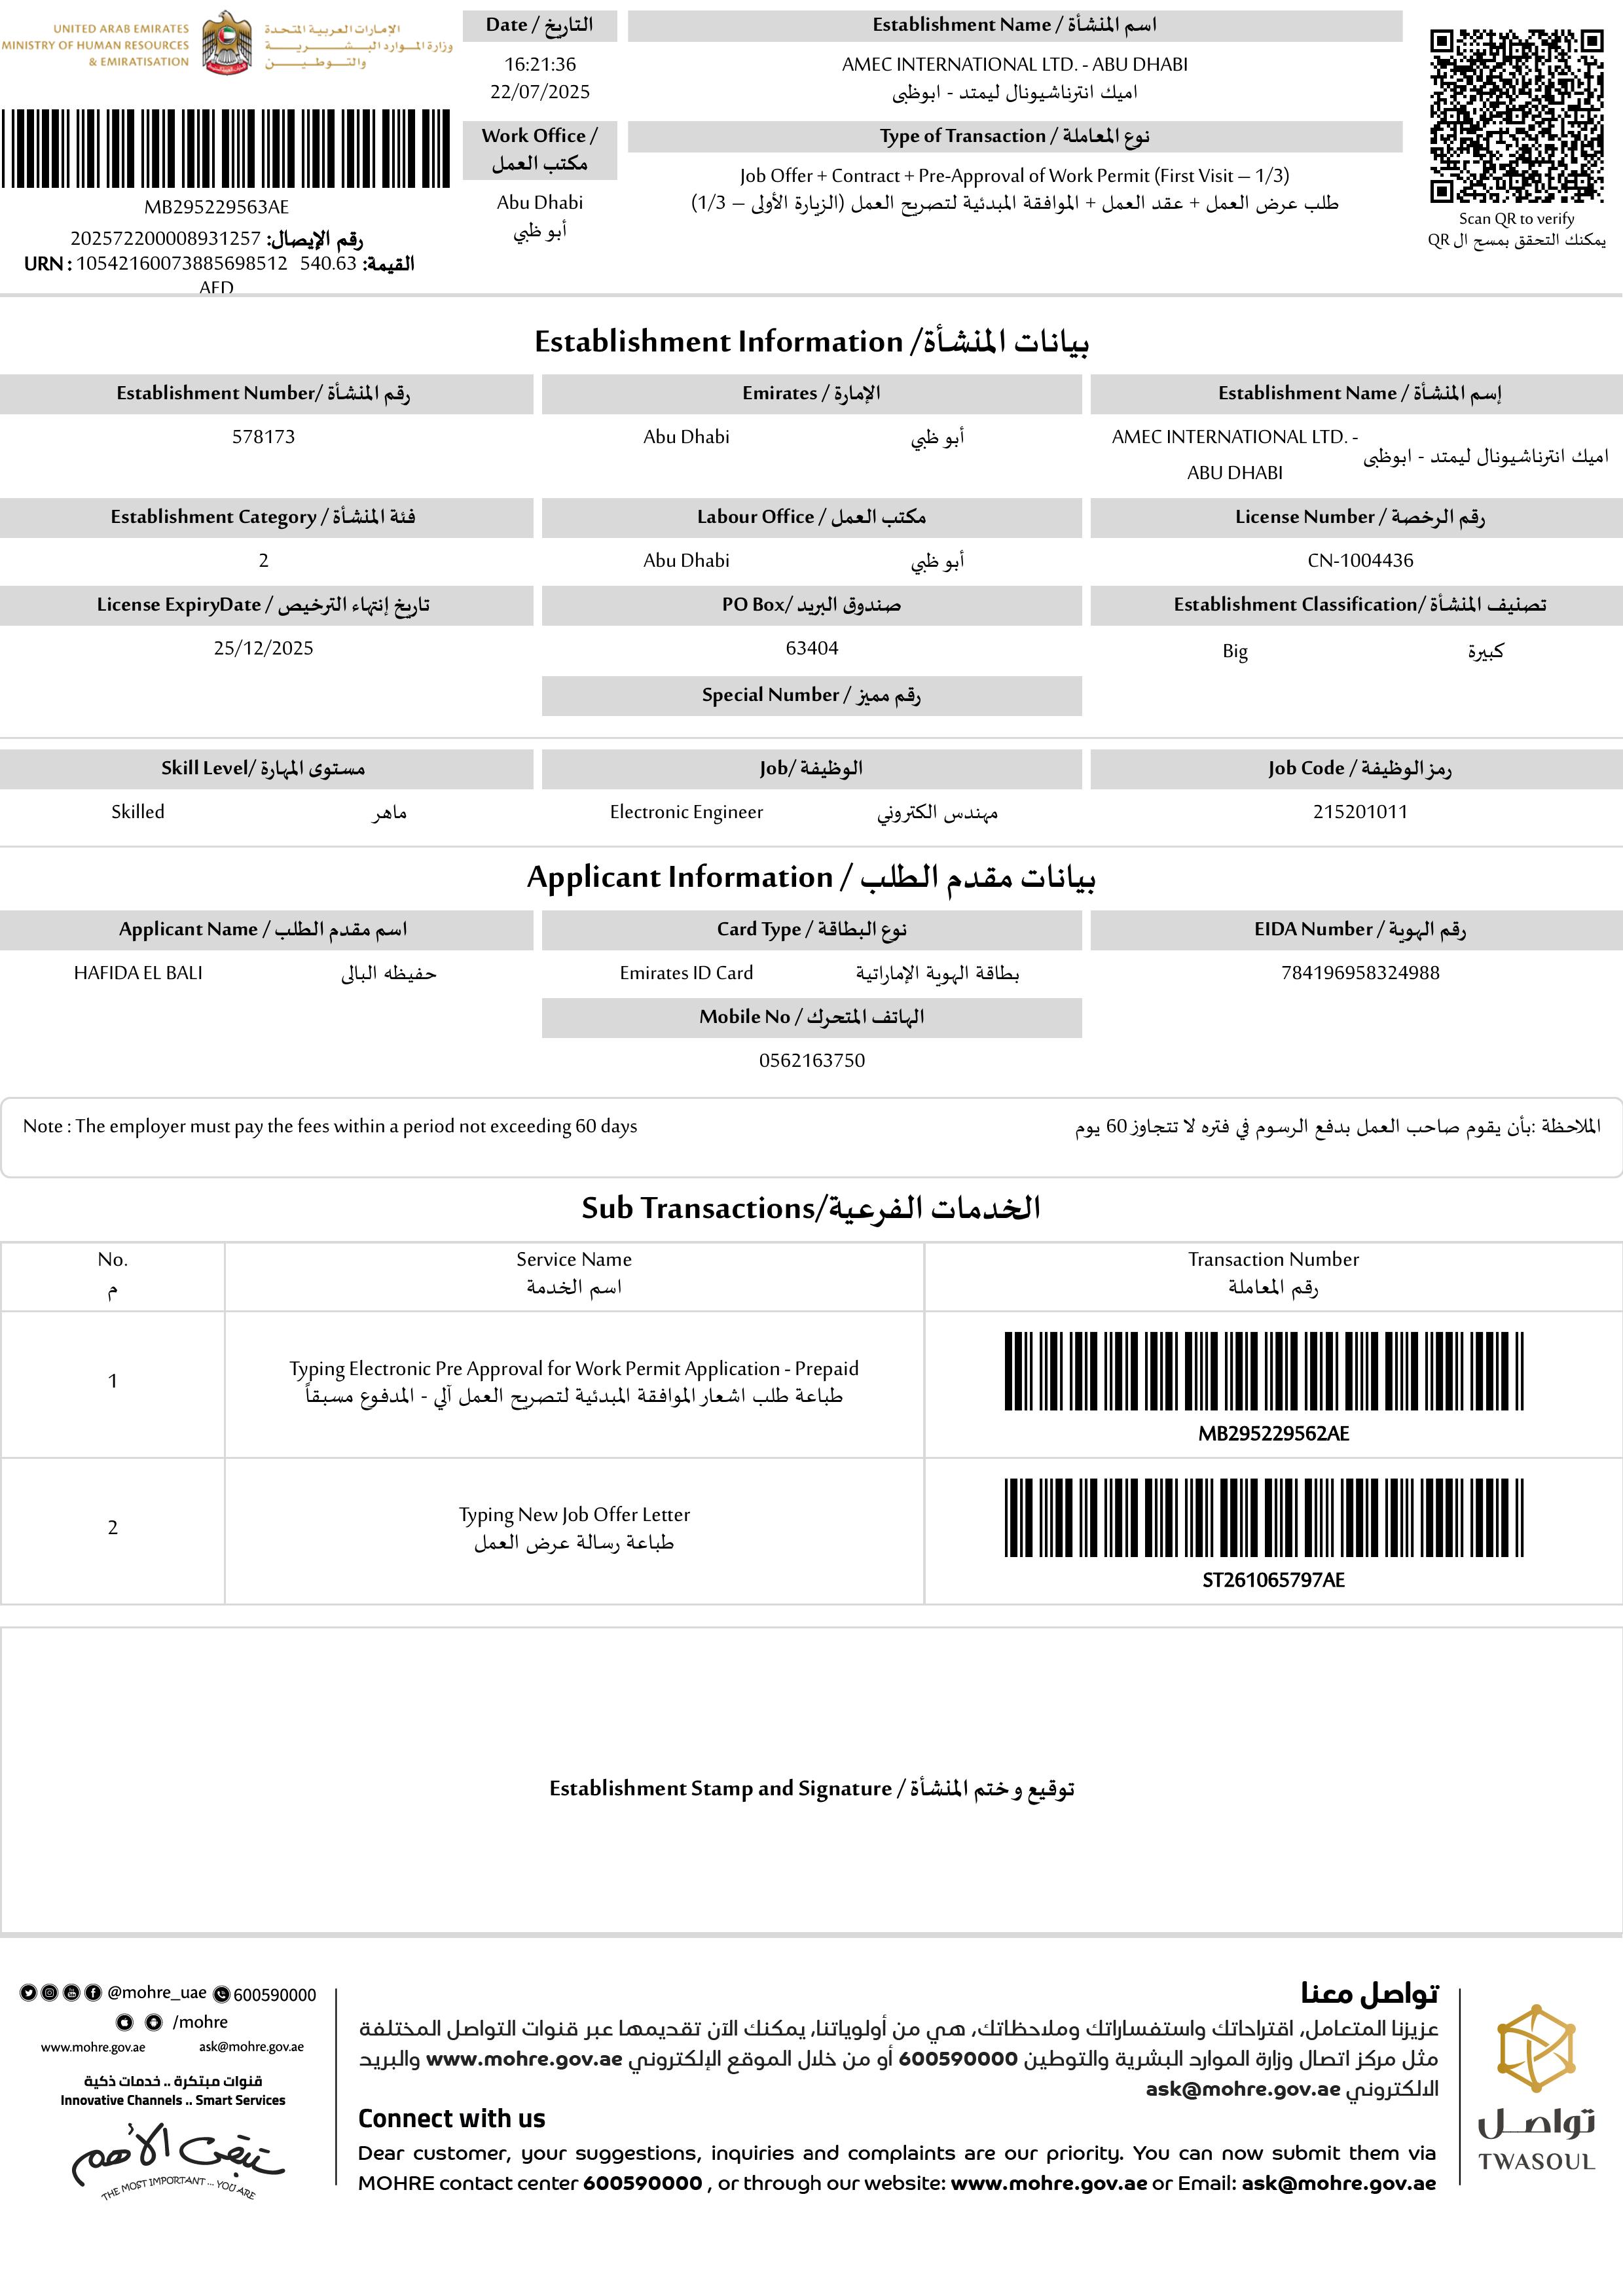 UNITED ARAB EMIRATES
MINISTRY OF HUMAN RESOURCES
& EMIRATISATION
الإمارات العربية المتحدة
وزارة الموارد البشرية
والتوطين
MB295229563AE
رقم الإيصال: 202572200008931257
URN : 10542160073885698512 القيمة: 540.63
AED
Date / التاريخ
16:21:36
22/07/2025
Work Office /
مكتب العمل
Abu Dhabi
أبو ظبي
Establishment Name / اسم المنشأة
AMEC INTERNATIONAL LTD. - ABU DHABI
اميك انترناشيونال ليمتد - ابوظبى
Type of Transaction / نوع المعاملة
Job Offer + Contract + Pre-Approval of Work Permit (First Visit – 1/3)
طلب عرض العمل + عقد العمل + الموافقة المبدئية لتصريح العمل (الزيارة الأولى – 1/3)
Scan QR to verify
يمكنك التحقق بمسح ال QR
Establishment Information /بيانات المنشأة
Establishment Number/ رقم المنشأة
Emirates / الإمارة
Establishment Name / إسم المنشأة
578173
Abu Dhabi أبو ظبي
AMEC INTERNATIONAL LTD. -
ABU DHABI
اميك انترناشيونال ليمتد - ابوظبى
Establishment Category / فئة المنشأة
Labour Office / مكتب العمل
License Number / رقم الرخصة
2
Abu Dhabi أبو ظبي
CN-1004436
License ExpiryDate / تاريخ إنتهاء الترخيص
PO Box/ صندوق البريد
Establishment Classification/ تصنيف المنشأة
25/12/2025
63404
Big كبيرة
Special Number / رقم مميز
Skill Level/ مستوى المهارة
Job/ الوظيفة
Job Code / رمز الوظيفة
Skilled ماهر
Electronic Engineer مهندس الكتروني
215201011
Applicant Information / بيانات مقدم الطلب
Applicant Name / اسم مقدم الطلب
Card Type / نوع البطاقة
EIDA Number / رقم الهوية
HAFIDA EL BALI حفيظه البالى
Emirates ID Card بطاقة الهوية الإماراتية
784196958324988
Mobile No / الهاتف المتحرك
0562163750
Note : The employer must pay the fees within a period not exceeding 60 days
الملاحظة :بأن يقوم صاحب العمل بدفع الرسوم في فتره لا تتجاوز 60 يوم
Sub Transactions/الخدمات الفرعية
No.
م
Service Name
اسم الخدمة
Transaction Number
رقم المعاملة
1
Typing Electronic Pre Approval for Work Permit Application - Prepaid
طباعة طلب اشعار الموافقة المبدئية لتصريح العمل آلي - المدفوع مسبقاً
MB295229562AE
2
Typing New Job Offer Letter
طباعة رسالة عرض العمل
ST261065797AE
Establishment Stamp and Signature / توقيع و ختم المنشأة
@mohre_uae 600590000
/mohre
www.mohre.gov.ae ask@mohre.gov.ae
قنوات مبتكرة .. خدمات ذكية
Innovative Channels .. Smart Services
ستبقى الأهم
THE MOST IMPORTANT ... YOU ARE
تواصل معنا
عزيزنا المتعامل، اقتراحاتك واستفساراتك وملاحظاتك، هي من أولوياتنا، يمكنك الآن تقديمها عبر قنوات التواصل المختلفة
مثل مركز اتصال وزارة الموارد البشرية والتوطين 600590000 أو من خلال الموقع الإلكتروني www.mohre.gov.ae والبريد
الالكتروني ask@mohre.gov.ae
Connect with us
Dear customer, your suggestions, inquiries and complaints are our priority. You can now submit them via
MOHRE contact center 600590000 , or through our website: www.mohre.gov.ae or Email: ask@mohre.gov.ae
تواصل
TWASOUL